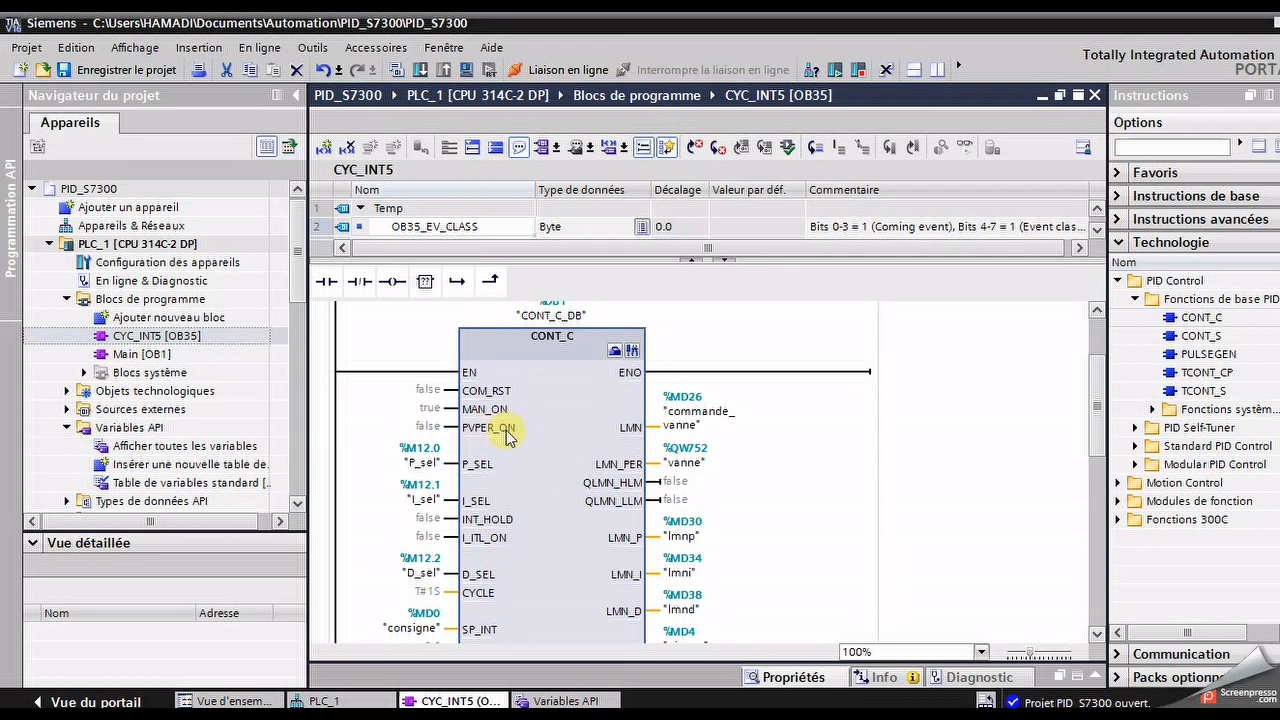 TIA
V16
Siemens - C:\Users\HAMADI\Documents\Automation\PID_S7300\PID_S7300
Projet Edition Affichage Insertion En ligne Outils Accessoires Fenêtre Aide
Totally Integrated Automation
PORTA
Enregistrer le projet
Liaison en ligne
Interrompre la liaison en ligne
Navigateur du projet
PID_S7300 PLC_1 [CPU 314C-2 DP] Blocs de programme CYC_INT5 [OB35]
Instructions
Programmation API
Appareils
Options
CYC_INT5
Nom Type de données Décalage Valeur par déf. Commentaire
1 Temp
2 OB35_EV_CLASS Byte 0.0 Bits 0-3 = 1 (Coming event), Bits 4-7 = 1 (Event clas...
PID_S7300
Ajouter un appareil
Appareils & Réseaux
PLC_1 [CPU 314C-2 DP]
Configuration des appareils
En ligne & Diagnostic
Blocs de programme
Ajouter nouveau bloc
CYC_INT5 [OB35]
Main [OB1]
Blocs système
Objets technologiques
Sources externes
Variables API
Afficher toutes les variables
Insérer une nouvelle table de.
Table de variables standard [..
Types de données API
Vue détaillée
Nom Adresse
%DB1
"CONT_C_DB"
CONT_C
EN ENO
false COM_RST
true MAN_ON
false PVPER_ON
%MD26
"commande_
vanne"
LMN
%M12.0
"P_sel" P_SEL
%QW752
"vanne"
LMN_PER
QLMN_HLM false
%M12.1
"I_sel" I_SEL
QLMN_LLM false
false INT_HOLD
false I_ITL_ON
%MD30
"lmnp"
LMN_P
%M12.2
"D_sel" D_SEL
%MD34
"lmni"
LMN_I
T#1S CYCLE
%MD38
"lmnd"
LMN_D
%MD0
"consigne" SP_INT
%MD4
100%
Favoris
Instructions de base
Instructions avancées
Technologie
Nom
PID Control
Fonctions de base PID
CONT_C
CONT_S
PULSEGEN
TCONT_CP
TCONT_S
Fonctions systèm..
PID Self-Tuner
Standard PID Control
Modular PID Control
Motion Control
Modules de fonction
Fonctions 300C
Communication
Packs optionne
Propriétés Info Diagnostic
Vue du portail Vue d'ensem... PLC_1 CYC_INT5 (O... Variables API
Projet PID_S7300 ouvert.
Screenpresso
.com